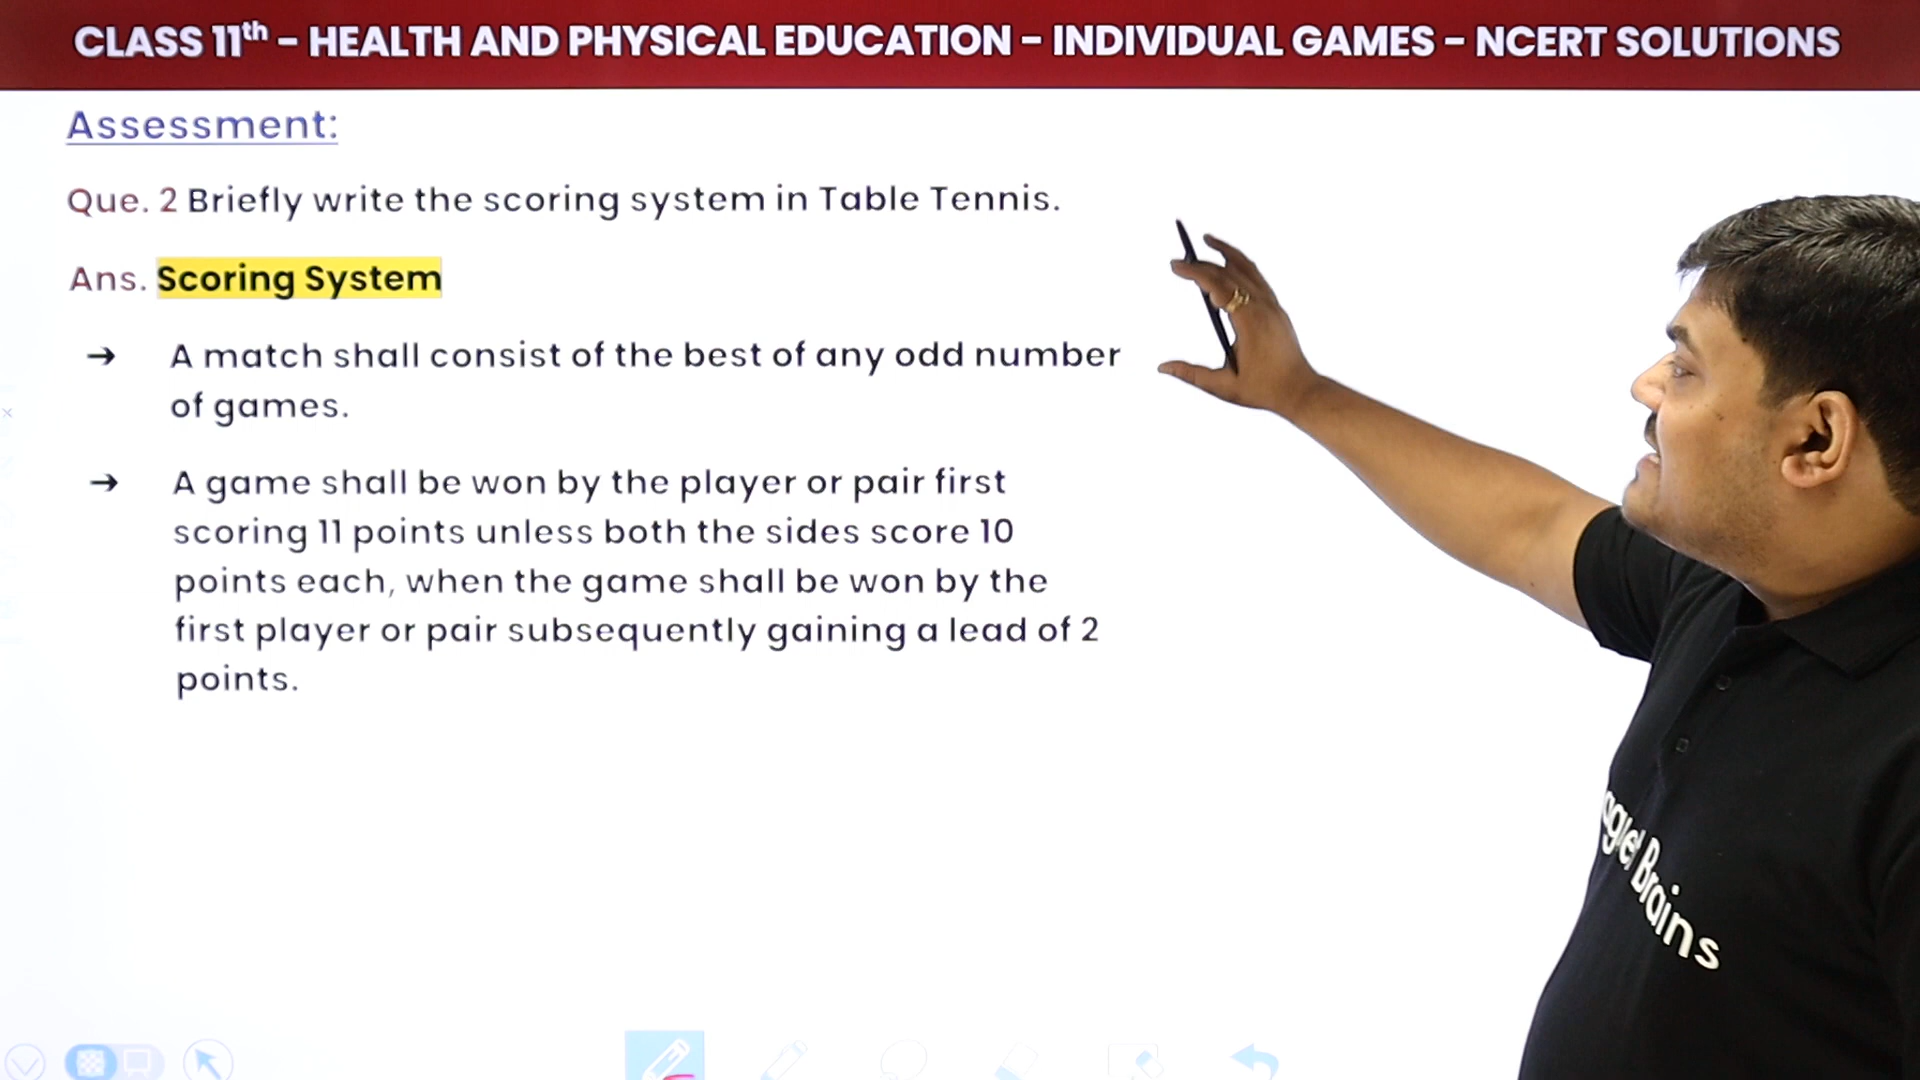 CLASS 11th - HEALTH AND PHYSICAL EDUCATION - INDIVIDUAL GAMES - NCERT SOLUTIONS
Assessment:
Que. 2 Briefly write the scoring system in Table Tennis.
Ans. Scoring System
→ A match shall consist of the best of any odd number
of games.
→ A game shall be won by the player or pair first
scoring 11 points unless both the sides score 10
points each, when the game shall be won by the
first player or pair subsequently gaining a lead of 2
points.
Brains